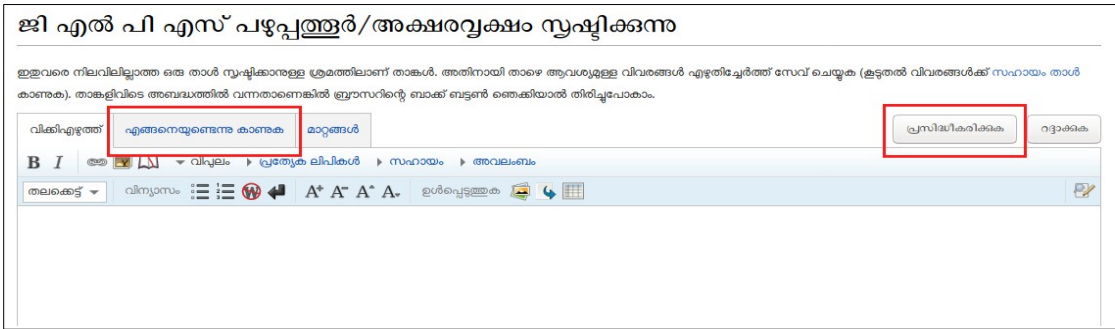 ജി എൽ പി എസ് പഴുപ്പത്തൂർ/അക്ഷരവൃക്ഷം സൃഷ്ടിക്കുന്നു
ഇതുവരെ നിലവിലില്ലാത്ത ഒരു താൾ സൃഷ്ടിക്കാനുള്ള ശ്രമത്തിലാണ് താങ്കൾ. അതിനായി താഴെ ആവശ്യമുള്ള വിവരങ്ങൾ എഴുതിച്ചേർത്ത് സേവ് ചെയ്യുക (കൂടുതൽ വിവരങ്ങൾക്ക് സഹായം താൾ
കാണുക). താങ്കളിവിടെ അബദ്ധത്തിൽ വന്നതാണെങ്കിൽ ബ്രൗസറിന്റെ ബാക്ക് ബട്ടൺ ഞെക്കിയാൽ തിരിച്ചുപോകാം.
വിക്കിഎഴുത്ത് എങ്ങനെയുണ്ടെന്നു കാണുക മാറ്റങ്ങൾ പ്രസിദ്ധീകരിക്കുക റദ്ദാക്കുക
B I വിപുലം പ്രത്യേക ലിപികൾ സഹായം അവലംബം
തലക്കെട്ട് വിന്യാസം W A+ A- A^ A ഉൾപ്പെടുത്തുക